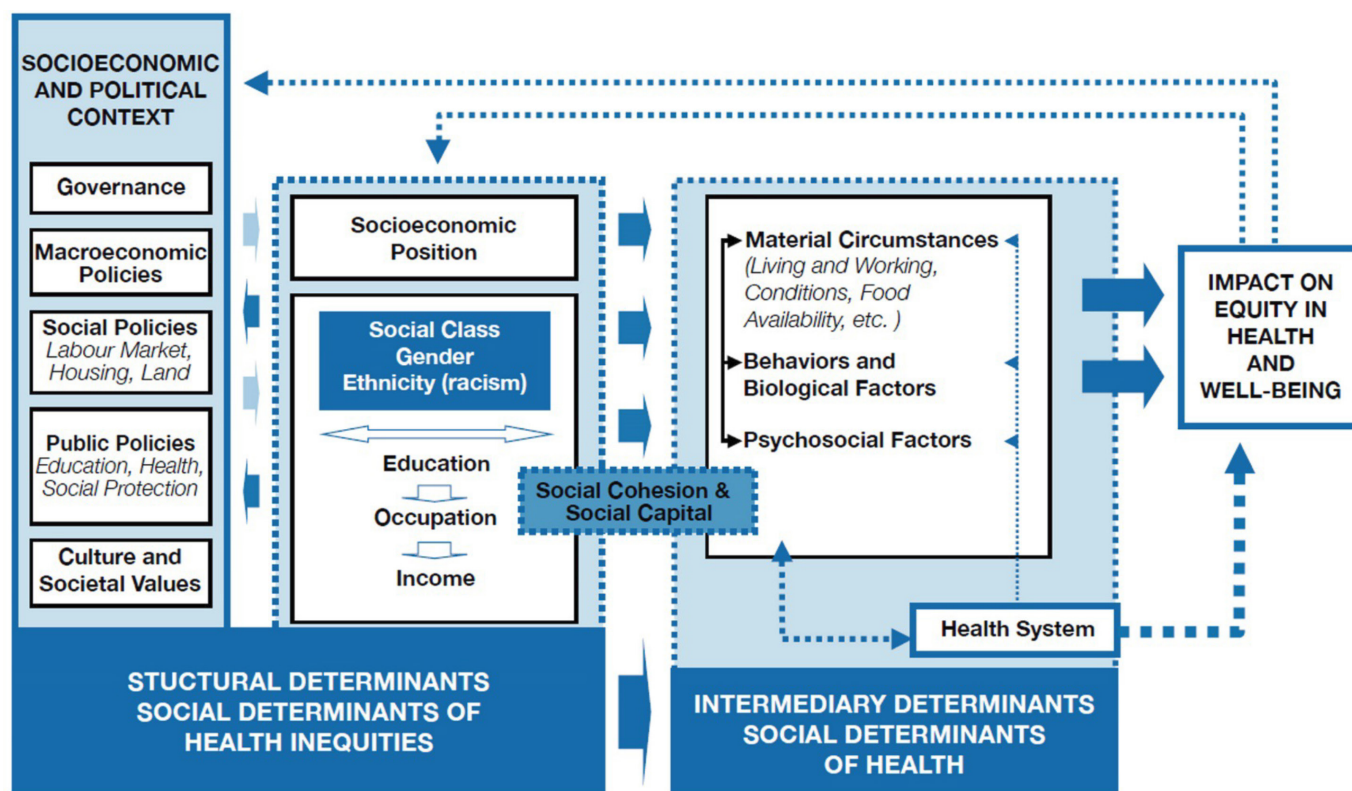 SOCIOECONOMIC
AND POLITICAL
CONTEXT
Governance
Macroeconomic
Policies
Social Policies
Labour Market,
Housing, Land
Public Policies
Education, Health,
Social Protection
Culture and
Societal Values
Socioeconomic
Position
Social Class
Gender
Ethnicity (racism)
Education
Occupation
Income
Social Cohesion &
Social Capital
Material Circumstances
(Living and Working,
Conditions, Food
Availability, etc. )
Behaviors and
Biological Factors
Psychosocial Factors
Health System
IMPACT ON
EQUITY IN
HEALTH
AND
WELL-BEING
STUCTURAL DETERMINANTS
SOCIAL DETERMINANTS OF
HEALTH INEQUITIES
INTERMEDIARY DETERMINANTS
SOCIAL DETERMINANTS
OF HEALTH